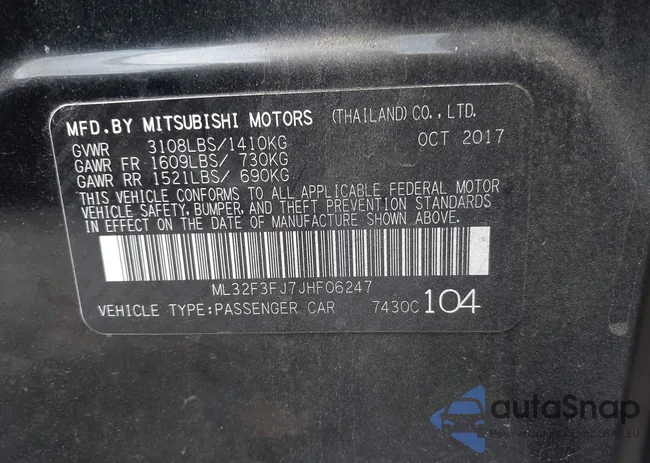 MFD.BY MITSUBISHI MOTORS (THAILAND) CO., LTD.
GVWR 3108LBS/1410KG OCT 2017
GAWR FR 1609LBS/ 730KG
GAWR RR 1521LBS/ 690KG
THIS VEHICLE CONFORMS TO ALL APPLICABLE FEDERAL MOTOR
VEHICLE SAFETY, BUMPER, AND THEFT PREVENTION STANDARDS
IN EFFECT ON THE DATE OF MANUFACTURE SHOWN ABOVE.
ML32F3FJ7JHF06247
VEHICLE TYPE:PASSENGER CAR 7430C 104
autaSnap